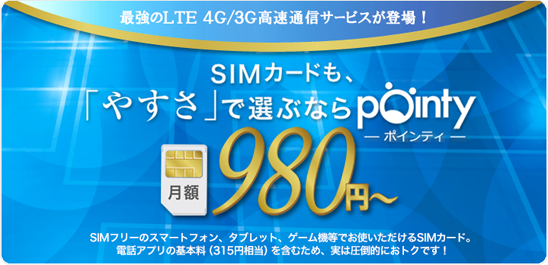 最強のLTE 4G/3G高速通信サービスが登場！
SIMカードも、
「やすさ」で選ぶなら pointy
ポインティ
月額 980円～
SIMフリーのスマートフォン、タブレット、ゲーム機等でお使いただけるSIMカード。
電話アプリの基本料（315円相当）を含むため、実は圧倒的におトクです！